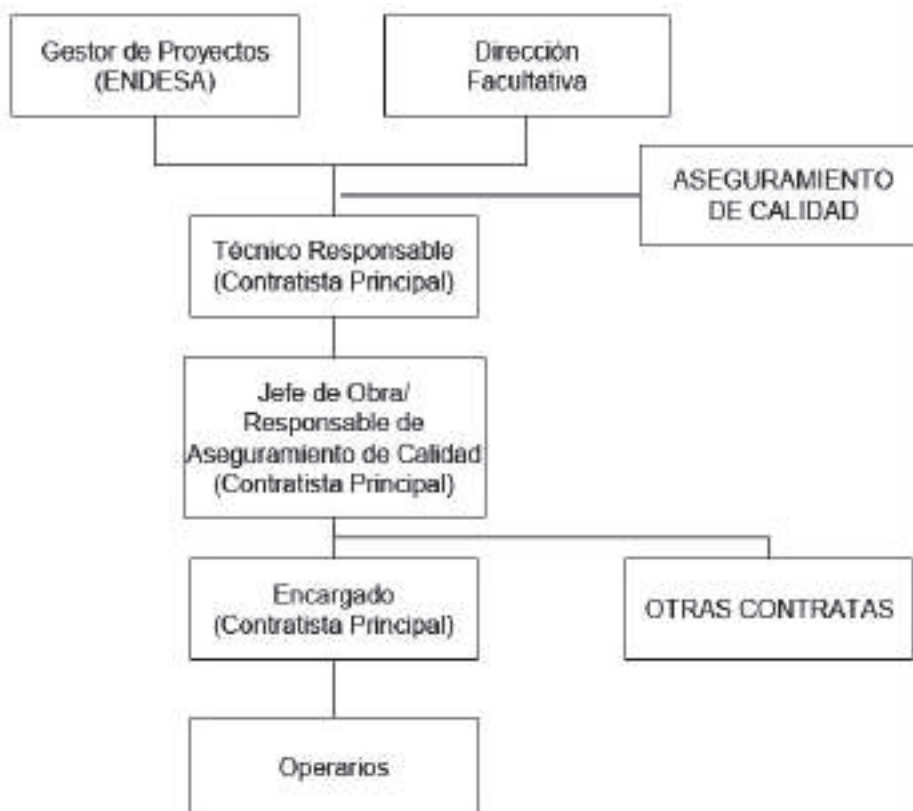 Gestor de Proyectos
(ENDESA)
Dirección
Facultativa
ASEGURAMIENTO
DE CALIDAD
Técnico Responsable
(Contratista Principal)
Jefe de Obra/
Responsable de
Aseguramiento de Calidad
(Contratista Principal)
Encargado
(Contratista Principal)
OTRAS CONTRATAS
Operarios